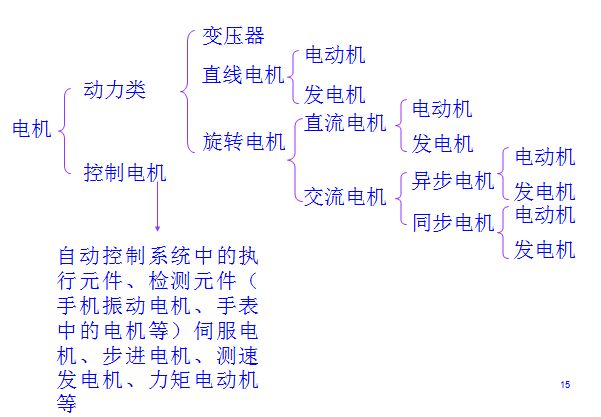 变压器
电动机
直线电机
动力类
发电机
直流电机
电动机
电机
旋转电机
发电机
电动机
控制电机
异步电机
发电机
交流电机
电动机
同步电机
发电机
自动控制系统中的执
行元件、检测元件（
手机振动电机、手表
中的电机等）伺服电
机、步进电机、测速
发电机、力矩电动机
等
15